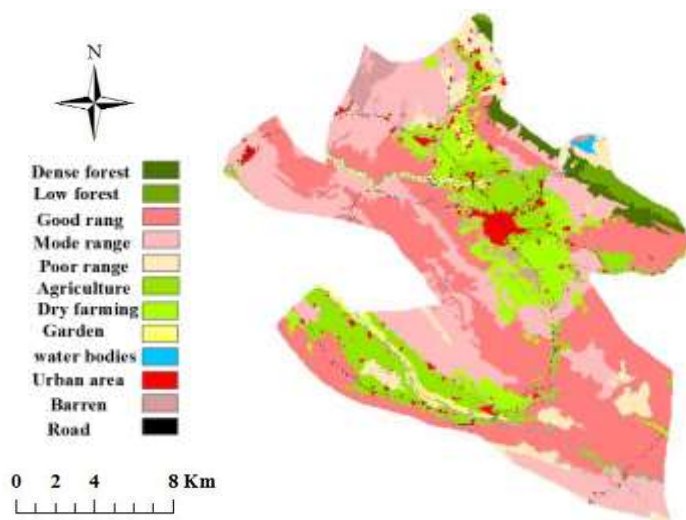 N
Dense forest
Low forest
Good rang
Mode range
Poor range
Agriculture
Dry farming
Garden
water bodies
Urban area
Barren
Road
0 2 4 8 Km